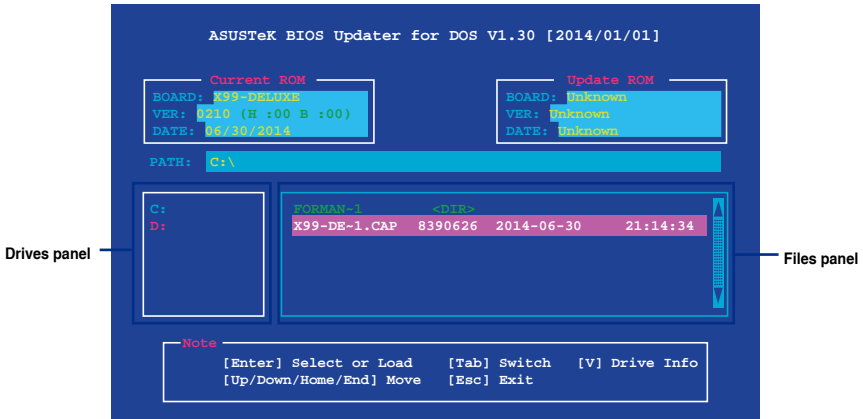 ASUSTeK BIOS Updater for DOS V1.30 [2014/01/01]
Current ROM
BOARD: X99-DELUXE
VER: 0210 (H :00 B :00)
DATE: 06/30/2014
Update ROM
BOARD: Unknown
VER: Unknown
DATE: Unknown
PATH: C:\
C:
D:
FORMAN~1 <DIR>
X99-DE~1.CAP 8390626 2014-06-30 21:14:34
Drives panel
Files panel
Note
[Enter] Select or Load [Tab] Switch [V] Drive Info
[Up/Down/Home/End] Move [Esc] Exit